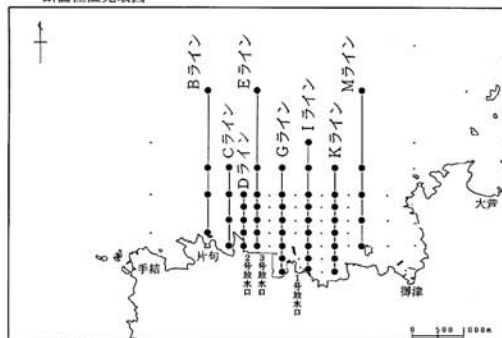 Bライン
Eライン
Mライン
Iライン
Cライン
Gライン
Kライン
Dライン
大芦
片句
手結
2号放水口
3号放水口
1号放水口
御津
0 500 1000m